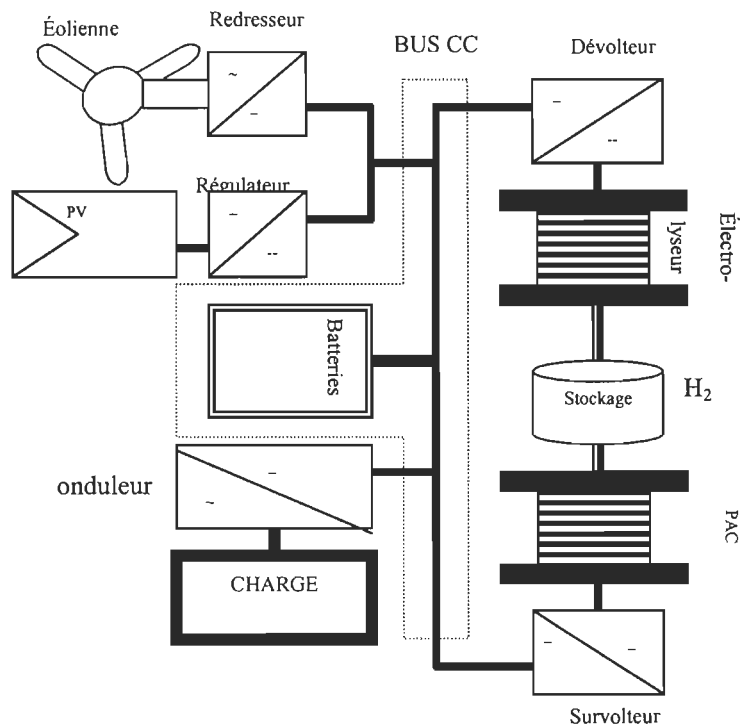 Éolienne
Redresseur
BUS CC
Dévolteur
~
–
–
--
PV
Régulateur
~
--
Électro-
lyseur
Batteries
Stockage
H₂
onduleur
–
~
CHARGE
PAC
–
–
Survolteur